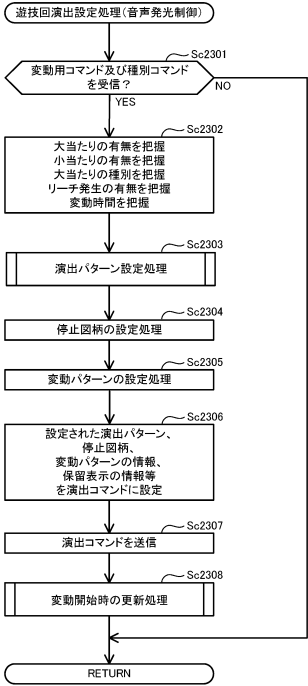 遊技回演出設定処理(音声発光制御)
Sc2301
変動用コマンド及び種別コマンド
を受信？
NO
YES
Sc2302
大当たりの有無を把握
小当たりの有無を把握
大当たりの種別を把握
リーチ発生の有無を把握
変動時間を把握
Sc2303
演出パターン設定処理
Sc2304
停止図柄の設定処理
Sc2305
変動パターンの設定処理
Sc2306
設定された演出パターン、
停止図柄、
変動パターンの情報、
保留表示の情報等
を演出コマンドに設定
Sc2307
演出コマンドを送信
Sc2308
変動開始時の更新処理
RETURN